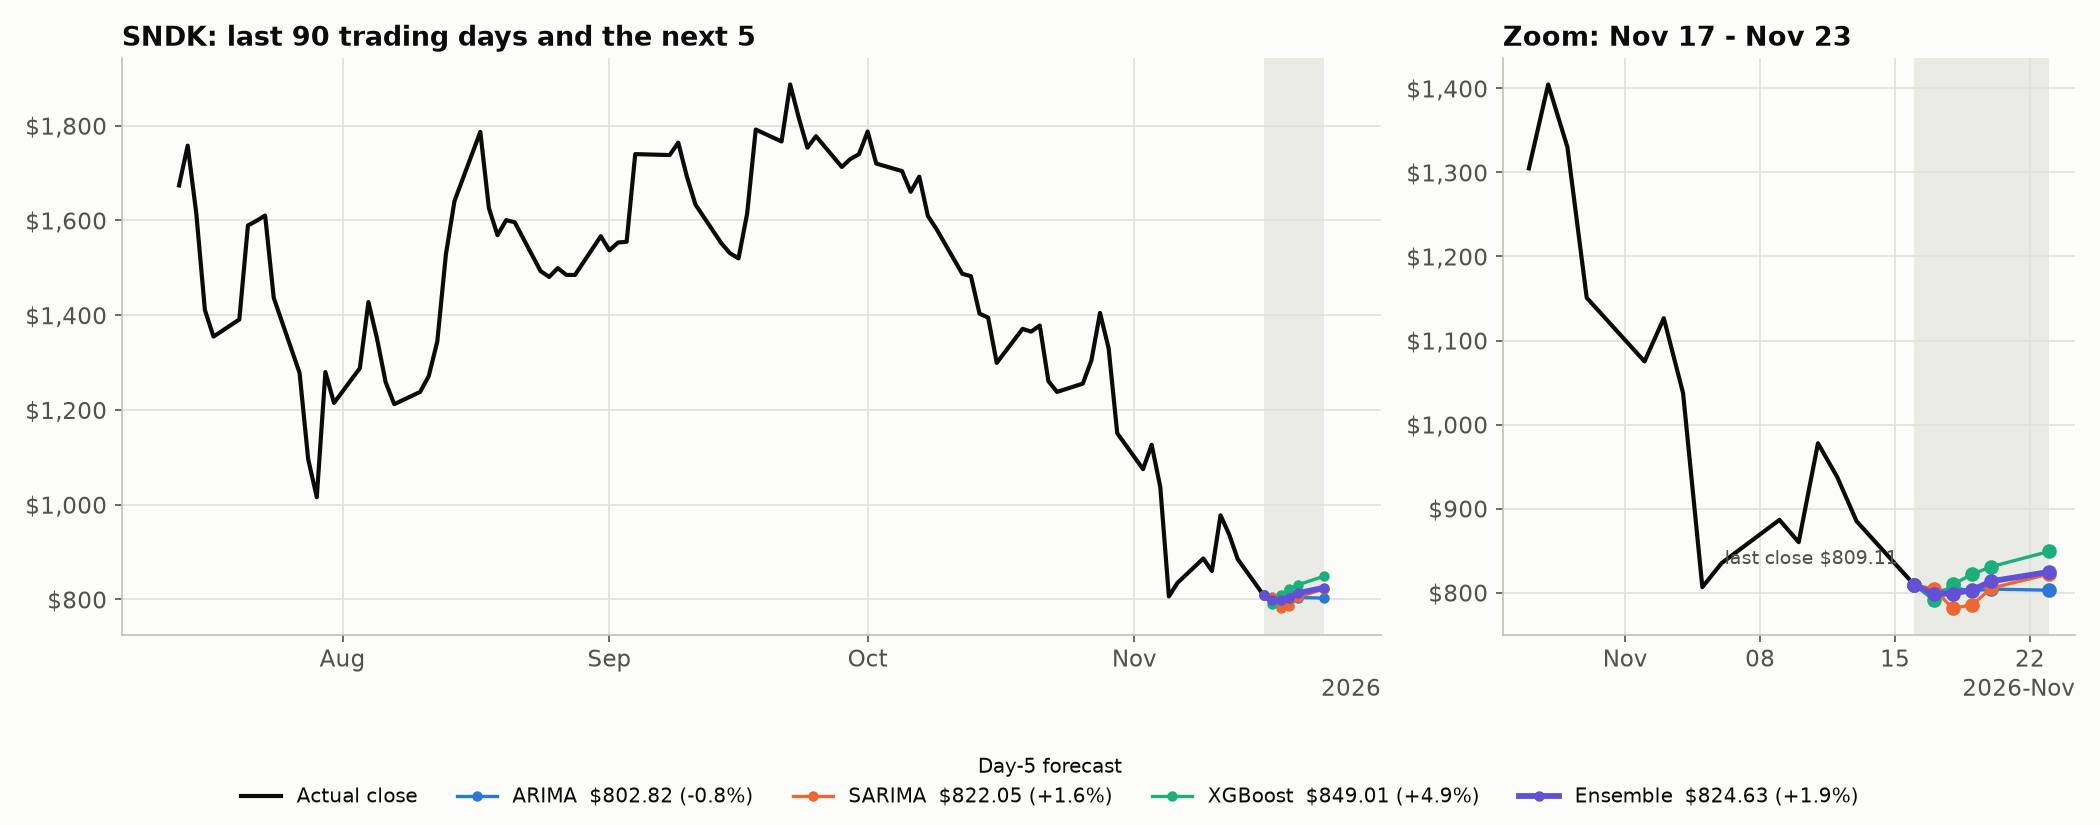 SNDK: last 90 trading days and the next 5
$1,800
$1,600
$1,400
$1,200
$1,000
$800
Aug
Sep
Oct
Nov
2026
Zoom: Nov 17 - Nov 23
$1,400
$1,300
$1,200
$1,100
$1,000
$900
$800
last close $809.11
Nov
08
15
22
2026-Nov
Day-5 forecast
Actual close
ARIMA $802.82 (-0.8%)
SARIMA $822.05 (+1.6%)
XGBoost $849.01 (+4.9%)
Ensemble $824.63 (+1.9%)